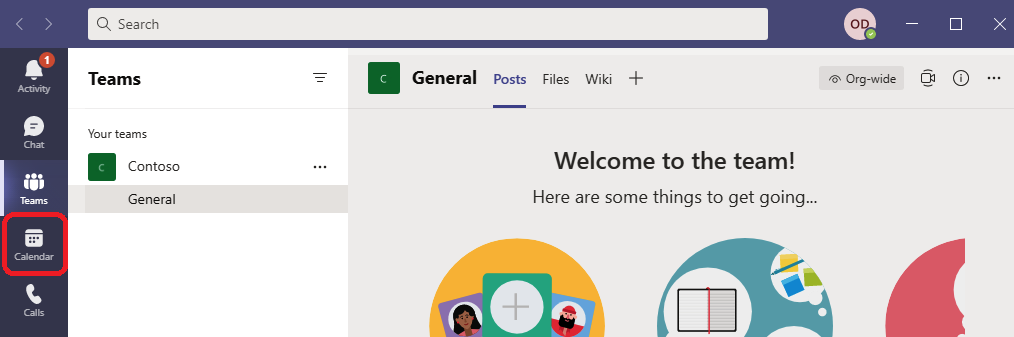 Search
OD
1
Activity
Chat
Teams
Calendar
Calls
Teams
Your teams
C Contoso ...
General
C General Posts Files Wiki + Org-wide ...
Welcome to the team!
Here are some things to get going...